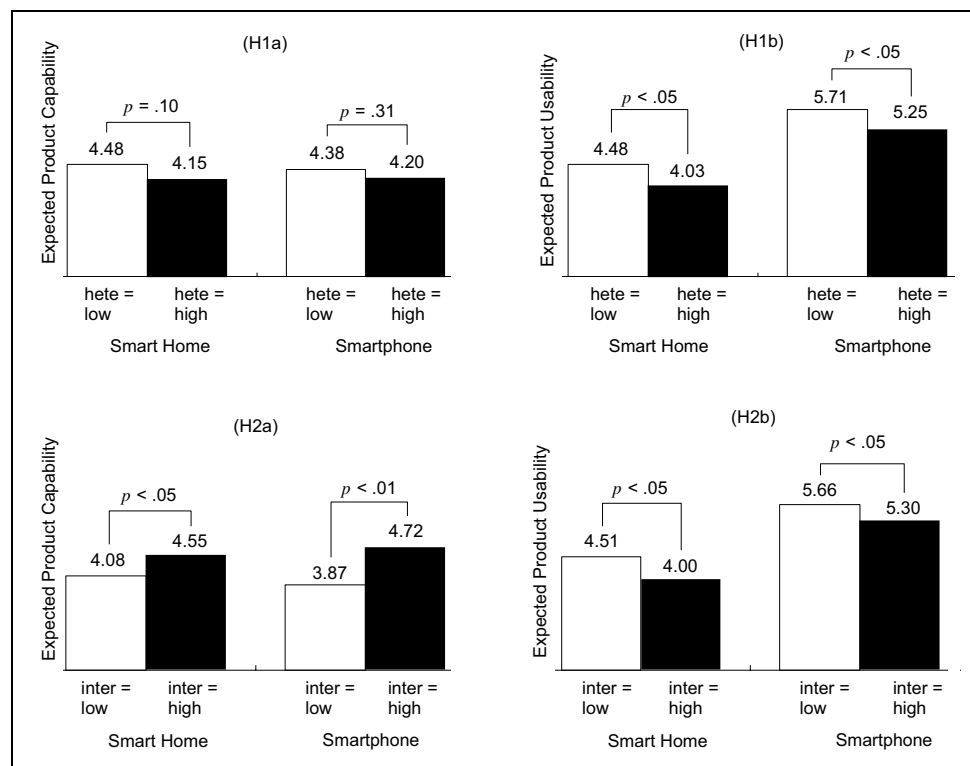 (H1a)
Expected Product Capability
p = .10
4.48
4.15
p = .31
4.38
4.20
hete =
low
hete =
high
hete =
low
hete =
high
Smart Home
Smartphone
(H1b)
Expected Product Usability
p < .05
4.48
4.03
p < .05
5.71
5.25
hete =
low
hete =
high
hete =
low
hete =
high
Smart Home
Smartphone
(H2a)
Expected Product Capability
p < .05
4.08
4.55
p < .01
3.87
4.72
inter =
low
inter =
high
inter =
low
inter =
high
Smart Home
Smartphone
(H2b)
Expected Product Usability
p < .05
4.51
4.00
p < .05
5.66
5.30
inter =
low
inter =
high
inter =
low
inter =
high
Smart Home
Smartphone